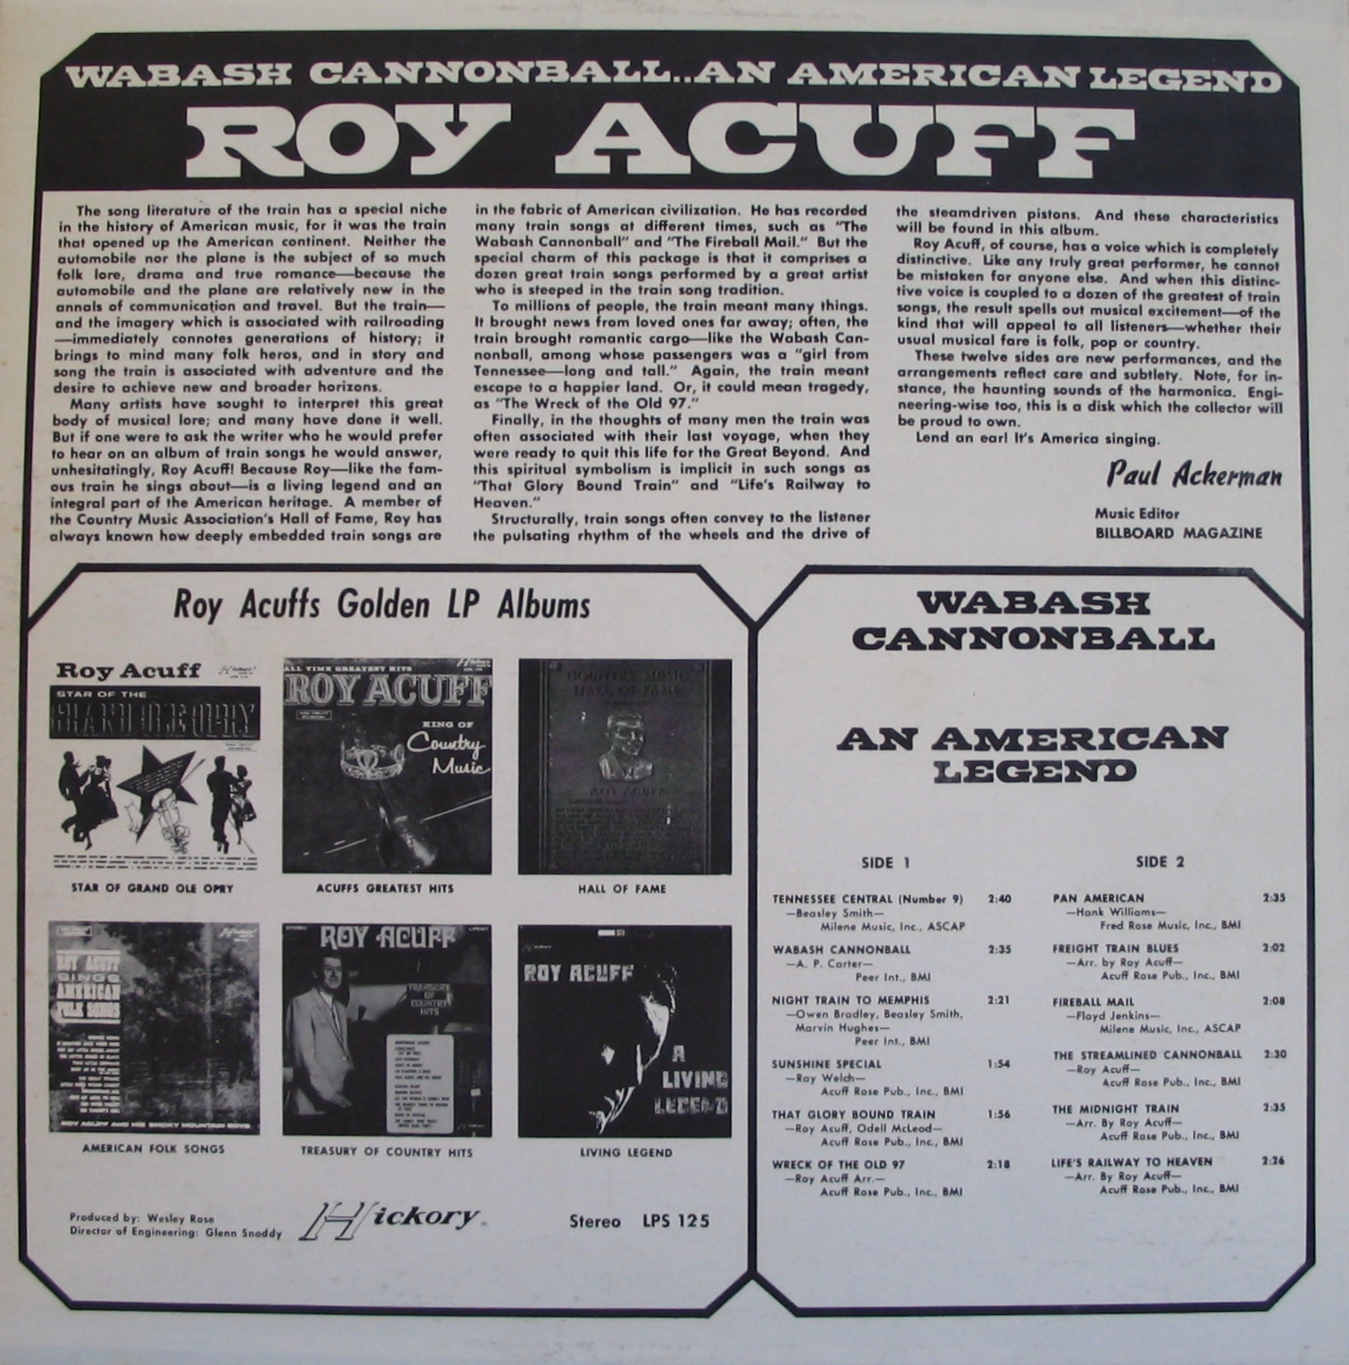 WABASH CANNONBALL..AN AMERICAN LEGEND
ROY ACUFF
The song literature of the train has a special niche
in the history of American music, for it was the train
that opened up the American continent. Neither the
automobile nor the plane is the subject of so much
folk lore, drama and true romance—because the
automobile and the plane are relatively new in the
annals of communication and travel. But the train—
and the imagery which is associated with railroading
—immediately connotes generations of history; it
brings to mind many folk heros, and in story and
song the train is associated with adventure and the
desire to achieve new and broader horizons.
Many artists have sought to interpret this great
body of musical lore; and many have done it well.
But if one were to ask the writer who he would prefer
to hear on an album of train songs he would answer,
unhesitatingly, Roy Acuff! Because Roy—like the fam-
ous train he sings about—is a living legend and an
integral part of the American heritage. A member of
the Country Music Association's Hall of Fame, Roy has
always known how deeply embedded train songs are
in the fabric of American civilization. He has recorded
many train songs at different times, such as "The
Wabash Cannonball" and "The Fireball Mail." But the
special charm of this package is that it comprises a
dozen great train songs performed by a great artist
who is steeped in the train song tradition.
To millions of people, the train meant many things.
It brought news from loved ones far away; often, the
train brought romantic cargo—like the Wabash Can-
nonball, among whose passengers was a "girl from
Tennessee—long and tall." Again, the train meant
escape to a happier land. Or, it could mean tragedy,
as "The Wreck of the Old 97."
Finally, in the thoughts of many men the train was
often associated with their last voyage, when they
were ready to quit this life for the Great Beyond. And
this spiritual symbolism is implicit in such songs as
"That Glory Bound Train" and "Life's Railway to
Heaven."
Structurally, train songs often convey to the listener
the pulsating rhythm of the wheels and the drive of
the steamdriven pistons. And these characteristics
will be found in this album.
Roy Acuff, of course, has a voice which is completely
distinctive. Like any truly great performer, he cannot
be mistaken for anyone else. And when this distinc-
tive voice is coupled to a dozen of the greatest of train
songs, the result spells out musical excitement—of the
kind that will appeal to all listeners—whether their
usual musical fare is folk, pop or country.
These twelve sides are new performances, and the
arrangements reflect care and subtlety. Note, for in-
stance, the haunting sounds of the harmonica. Engi-
neering-wise too, this is a disk which the collector will
be proud to own.
Lend an ear! It's America singing.
Paul Ackerman
Music Editor
BILLBOARD MAGAZINE
Roy Acuffs Golden LP Albums
Roy Acuff
STAR OF THE
GRAND OLE OPRY
STAR OF GRAND OLE OPRY
ALL TIME GREATEST HITS
ROY ACUFF
KING OF
Country
Music
ACUFFS GREATEST HITS
COUNTRY MUSIC
HALL OF FAME
ROY ACUFF
HALL OF FAME
ROY ACUFF
SINGS
AMERICAN
FOLK SONGS
ROY ACUFF AND HIS SMOKY MOUNTAIN BOYS
AMERICAN FOLK SONGS
ROY ACUFF
TREASURY
OF
COUNTRY
HITS
TREASURY OF COUNTRY HITS
ROY ACUFF
A
LIVING
LEGEND
LIVING LEGEND
Produced by: Wesley Rose
Director of Engineering: Glenn Snoddy
Hickory
Stereo LPS 125
WABASH
CANNONBALL
AN AMERICAN
LEGEND
SIDE 1
TENNESSEE CENTRAL (Number 9) 2:40
—Beasley Smith—
Milene Music, Inc., ASCAP
WABASH CANNONBALL 2:35
—A. P. Carter—
Peer Int., BMI
NIGHT TRAIN TO MEMPHIS 2:21
—Owen Bradley, Beasley Smith,
Marvin Hughes—
Peer Int., BMI
SUNSHINE SPECIAL 1:54
—Ray Welch—
Acuff Rose Pub., Inc., BMI
THAT GLORY BOUND TRAIN 1:56
—Roy Acuff, Odell McLeod—
Acuff Rose Pub., Inc., BMI
WRECK OF THE OLD 97 2:18
—Roy Acuff Arr.—
Acuff Rose Pub., Inc., BMI
SIDE 2
PAN AMERICAN 2:35
—Hank Williams—
Fred Rose Music, Inc., BMI
FREIGHT TRAIN BLUES 2:02
—Arr. by Roy Acuff—
Acuff Rose Pub., Inc., BMI
FIREBALL MAIL 2:08
—Floyd Jenkins—
Milene Music, Inc., ASCAP
THE STREAMLINED CANNONBALL 2:30
—Roy Acuff—
Acuff Rose Pub., Inc., BMI
THE MIDNIGHT TRAIN 2:35
—Arr. By Roy Acuff—
Acuff Rose Pub., Inc., BMI
LIFE'S RAILWAY TO HEAVEN 2:26
—Arr. By Roy Acuff—
Acuff Rose Pub., Inc., BMI